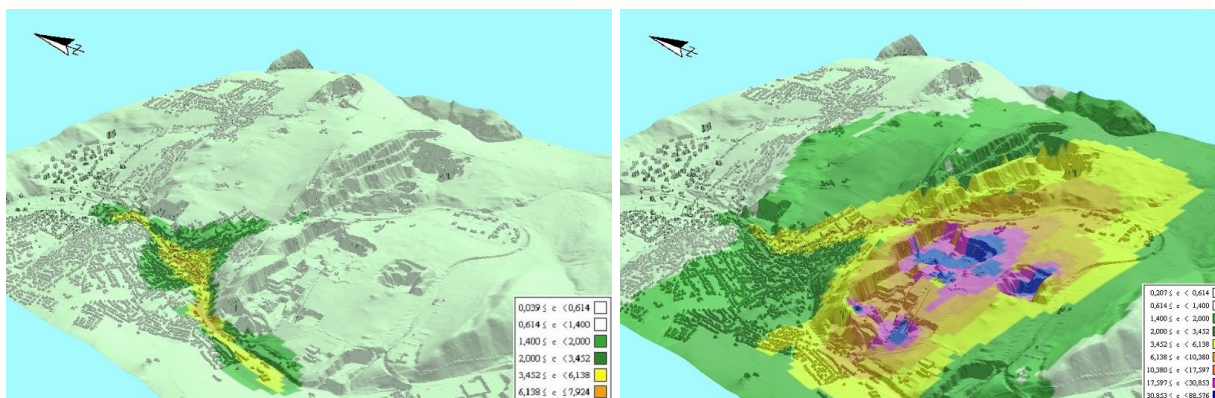 N
0,039 ≤ c < 0,614
0,614 ≤ c < 1,400
1,400 ≤ c < 2,000
2,000 ≤ c < 3,452
3,452 ≤ c < 6,138
6,138 ≤ c < 7,924
N
0,207 ≤ c < 0,614
0,614 ≤ c < 1,400
1,400 ≤ c < 2,000
2,000 ≤ c < 3,452
3,452 ≤ c < 6,138
6,138 ≤ c < 10,380
10,380 ≤ c < 17,597
17,597 ≤ c < 30,853
30,853 ≤ c < 88,576